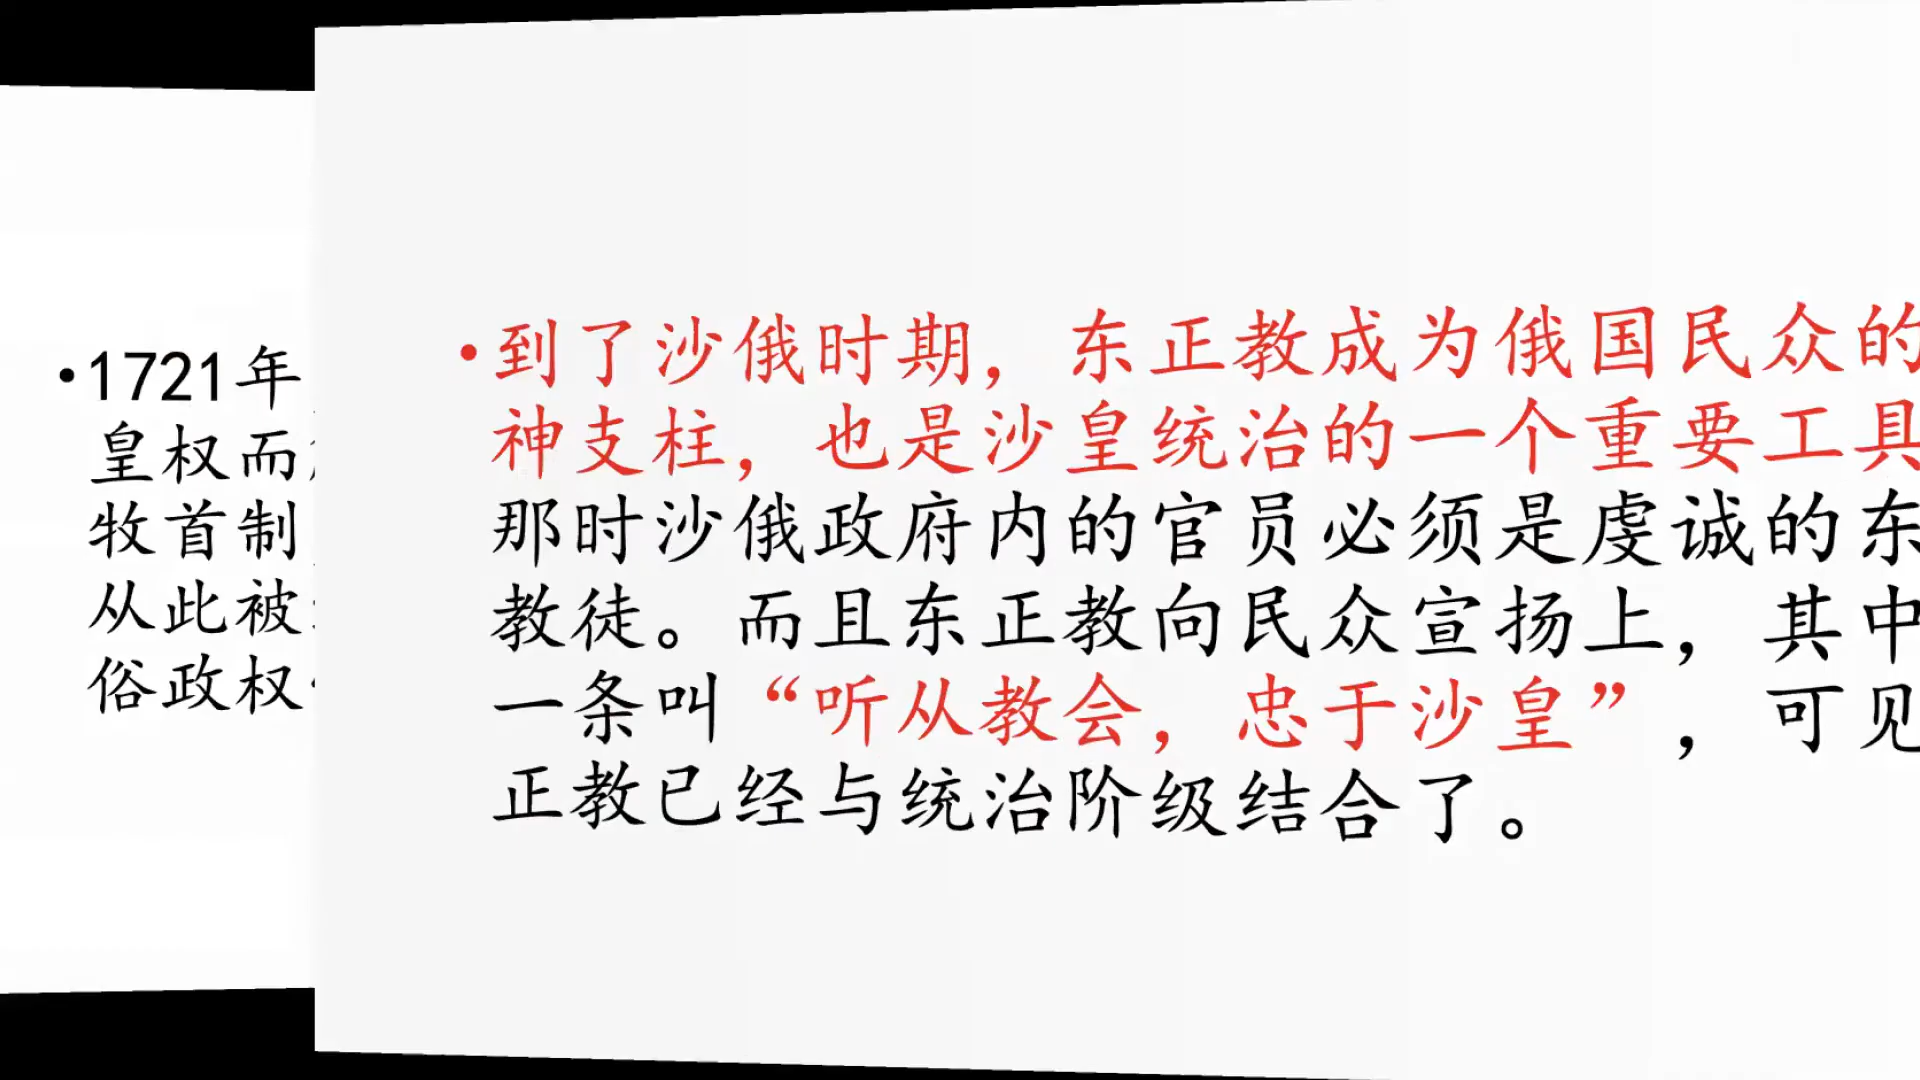 •1721年
皇权而
牧首制
从此被
俗政权
•到了沙俄时期，东正教成为俄国民众的
神支柱，也是沙皇统治的一个重要工具
那时沙俄政府内的官员必须是虔诚的东
教徒。而且东正教向民众宣扬上，其中
一条叫“听从教会，忠于沙皇”，可见
正教已经与统治阶级结合了。